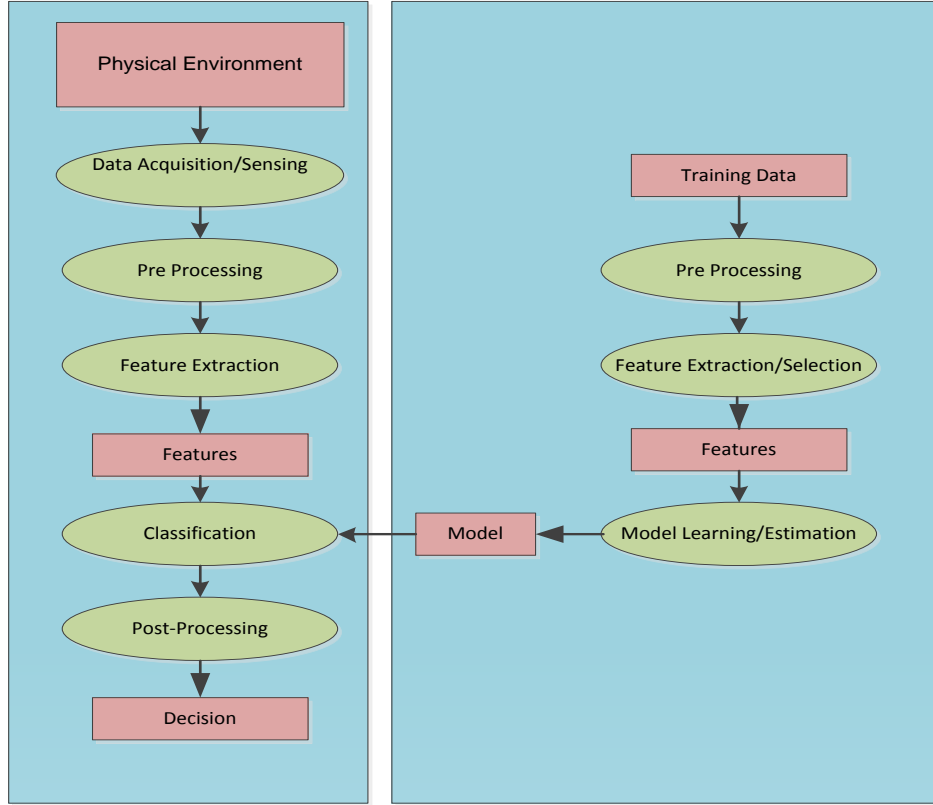 Physical Environment
Data Acquisition/Sensing
Pre Processing
Feature Extraction
Features
Classification
Post-Processing
Decision
Training Data
Pre Processing
Feature Extraction/Selection
Features
Model Learning/Estimation
Model